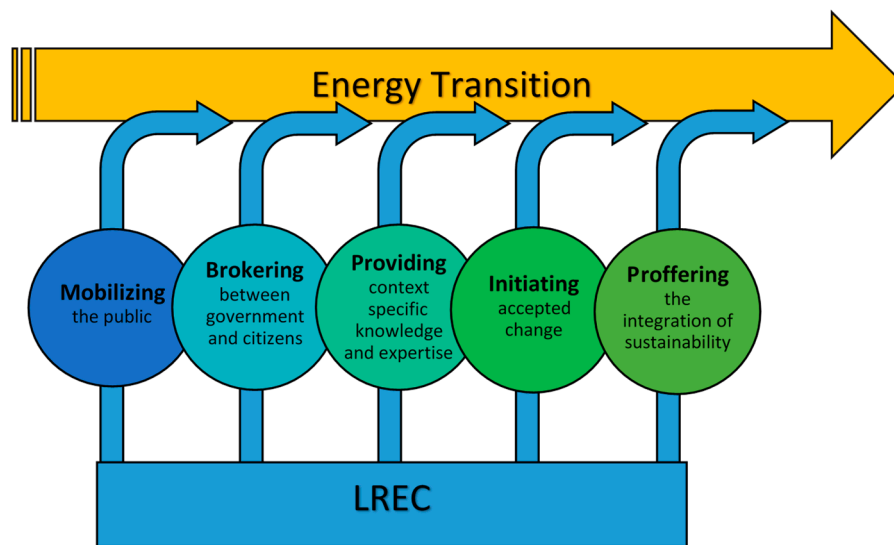 Energy Transition
Mobilizing
the public
Brokering
between
government
and citizens
Providing
context
specific
knowledge
and expertise
Initiating
accepted
change
Proffering
the
integration of
sustainability
LREC